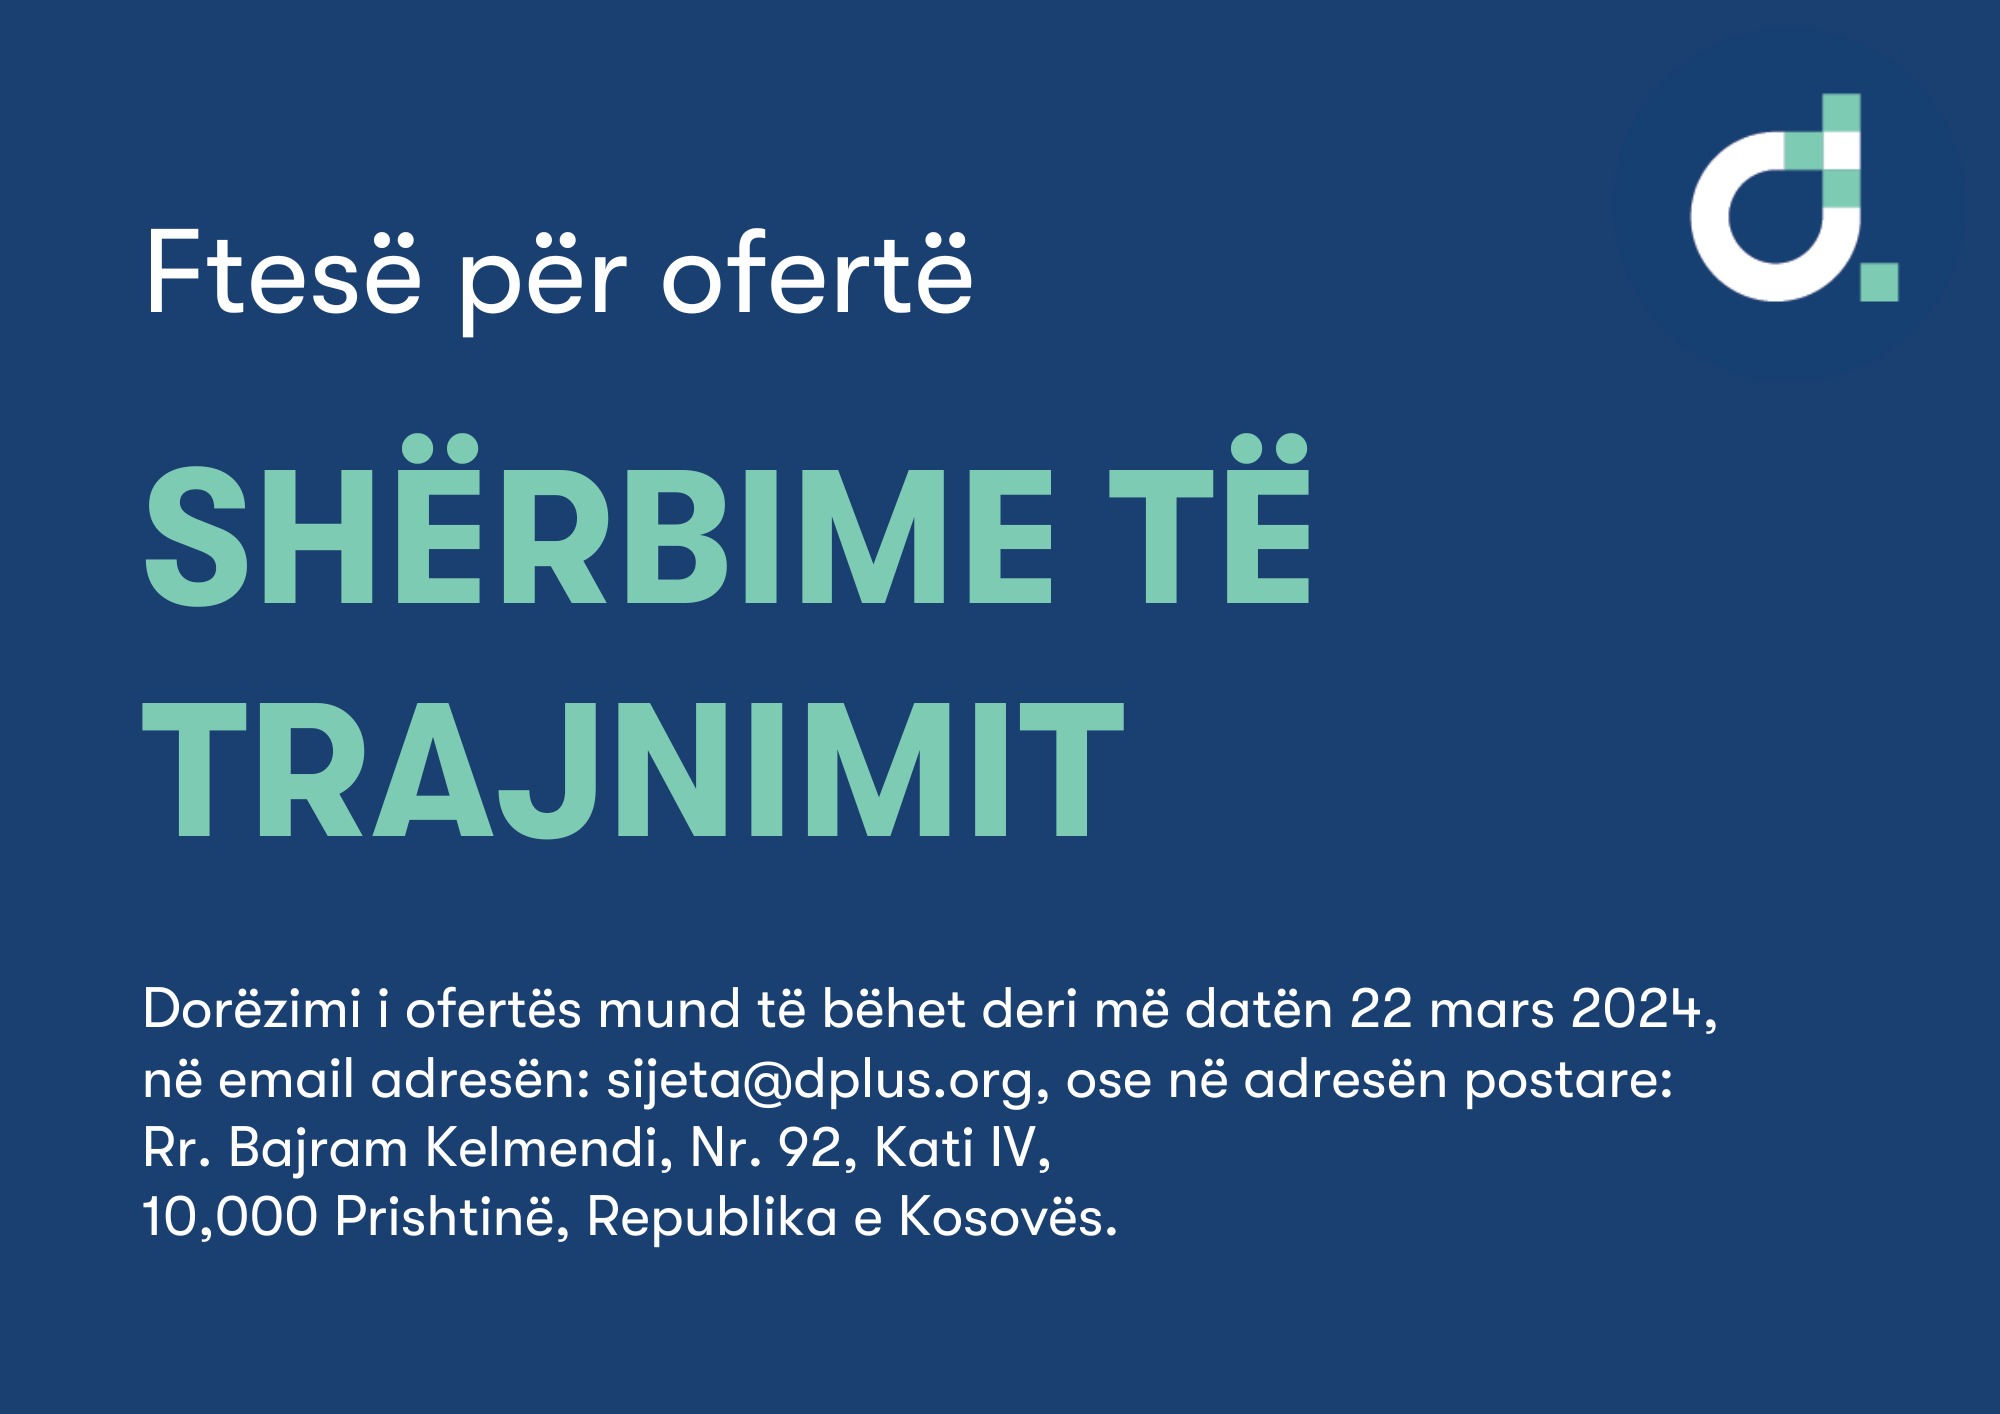 Ftesë për ofertë
SHËRBIME TË
TRAJNIMIT
Dorëzimi i ofertës mund të bëhet deri më datën 22 mars 2024,
në email adresën: sijeta@dplus.org, ose në adresën postare:
Rr. Bajram Kelmendi, Nr. 92, Kati IV,
10,000 Prishtinë, Republika e Kosovës.